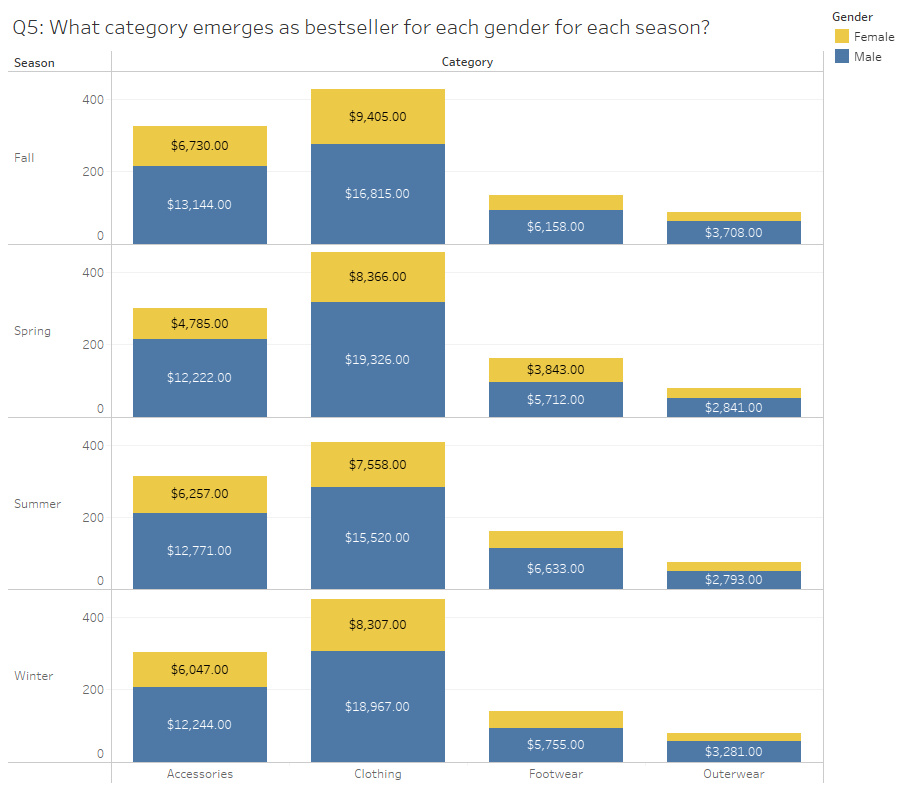 Q5: What category emerges as bestseller for each gender for each season?
Gender
Female
Male
Season
Category
Fall
400
200
0
$6,730.00
$13,144.00
$9,405.00
$16,815.00
$6,158.00
$3,708.00
Spring
400
200
0
$4,785.00
$12,222.00
$8,366.00
$19,326.00
$3,843.00
$5,712.00
$2,841.00
Summer
400
200
0
$6,257.00
$12,771.00
$7,558.00
$15,520.00
$6,633.00
$2,793.00
Winter
400
200
0
$6,047.00
$12,244.00
$8,307.00
$18,967.00
$5,755.00
$3,281.00
Accessories
Clothing
Footwear
Outerwear